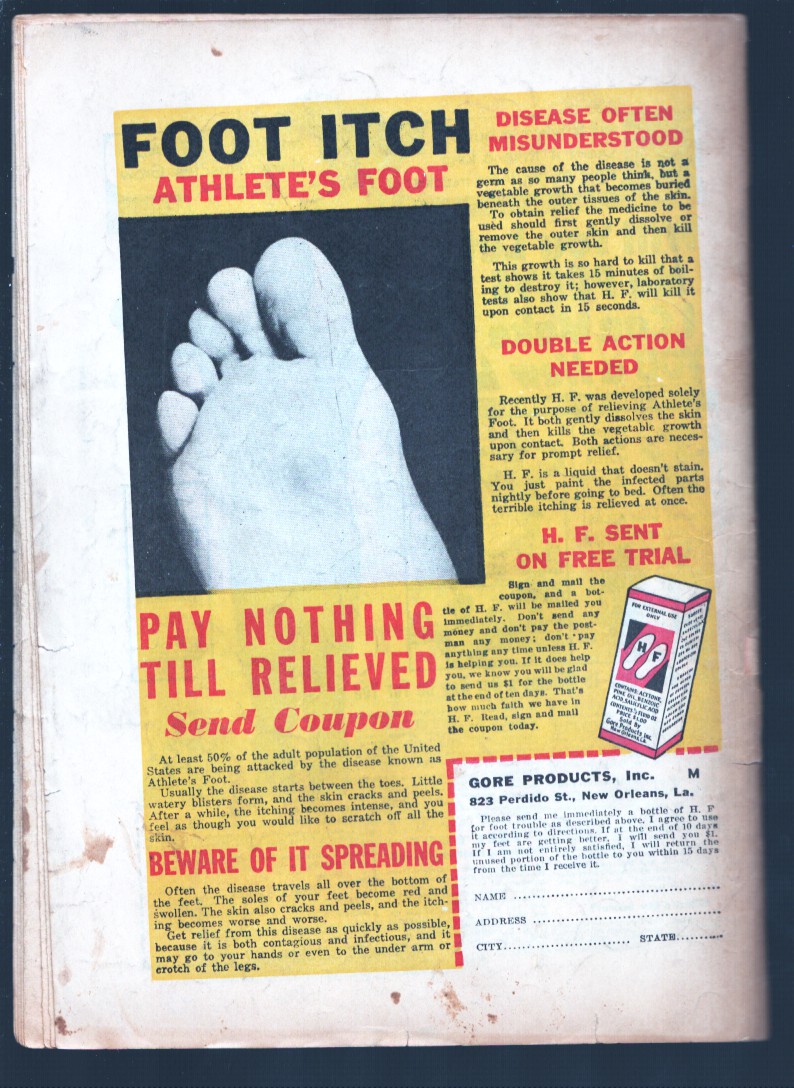 FOOT ITCH
ATHLETE'S FOOT
PAY NOTHING
TILL RELIEVED
Send Coupon
At least 50% of the adult population of the United
States are being attacked by the disease known as
Athlete's Foot.
Usually the disease starts between the toes. Little
watery blisters form, and the skin cracks and peels.
After a while, the itching becomes intense, and you
feel as though you would like to scratch off all the
skin.
BEWARE OF IT SPREADING
Often the disease travels all over the bottom of
the feet. The soles of your feet become red and
swollen. The skin also cracks and peels, and the itch-
ing becomes worse and worse.
Get relief from this disease as quickly as possible,
because it is both contagious and infectious, and it
may go to your hands or even to the under arm or
crotch of the legs.
DISEASE OFTEN
MISUNDERSTOOD
The cause of the disease is not a
germ as so many people think, but a
vegetable growth that becomes buried
beneath the outer tissues of the skin.
To obtain relief the medicine to be
used should first gently dissolve or
remove the outer skin and then kill
the vegetable growth.
This growth is so hard to kill that a
test shows it takes 15 minutes of boil-
ing to destroy it; however, laboratory
tests also show that H. F. will kill it
upon contact in 15 seconds.
DOUBLE ACTION
NEEDED
Recently H. F. was developed solely
for the purpose of relieving Athlete's
Foot. It both gently dissolves the skin
and then kills the vegetable growth
upon contact. Both actions are neces-
sary for prompt relief.
H. F. is a liquid that doesn't stain.
You just paint the infected parts
nightly before going to bed. Often the
terrible itching is relieved at once.
H. F. SENT
ON FREE TRIAL
Sign and mail the
coupon, and a bot-
tle of H. F. will be mailed you
immediately. Don't send any
money and don't pay the post-
man any money; don't pay
anything any time unless H. F.
is helping you. If it does help
you, we know you will be glad
to send us $1 for the bottle
at the end of ten days. That's
how much faith we have in
H. F. Read, sign and mail
the coupon today.
FOR EXTERNAL USE
ONLY
H F
CONTAINS: ACETONE,
PINE OIL, BENZOIC
ACID, SALICYLIC ACID
CONTENTS 1 FLUID OZ
PRICE $1.00
Sold By
Gore Products Inc.
New Orleans, La.
GORE PRODUCTS, Inc. M
823 Perdido St., New Orleans, La.
Please send me immediately a bottle of H. F
for foot trouble as described above. I agree to use
it according to directions. If at the end of 10 days
my feet are getting better, I will send you $1.
If I am not entirely satisfied, I will return the
unused portion of the bottle to you within 15 days
from the time I receive it.
NAME
ADDRESS
CITY STATE